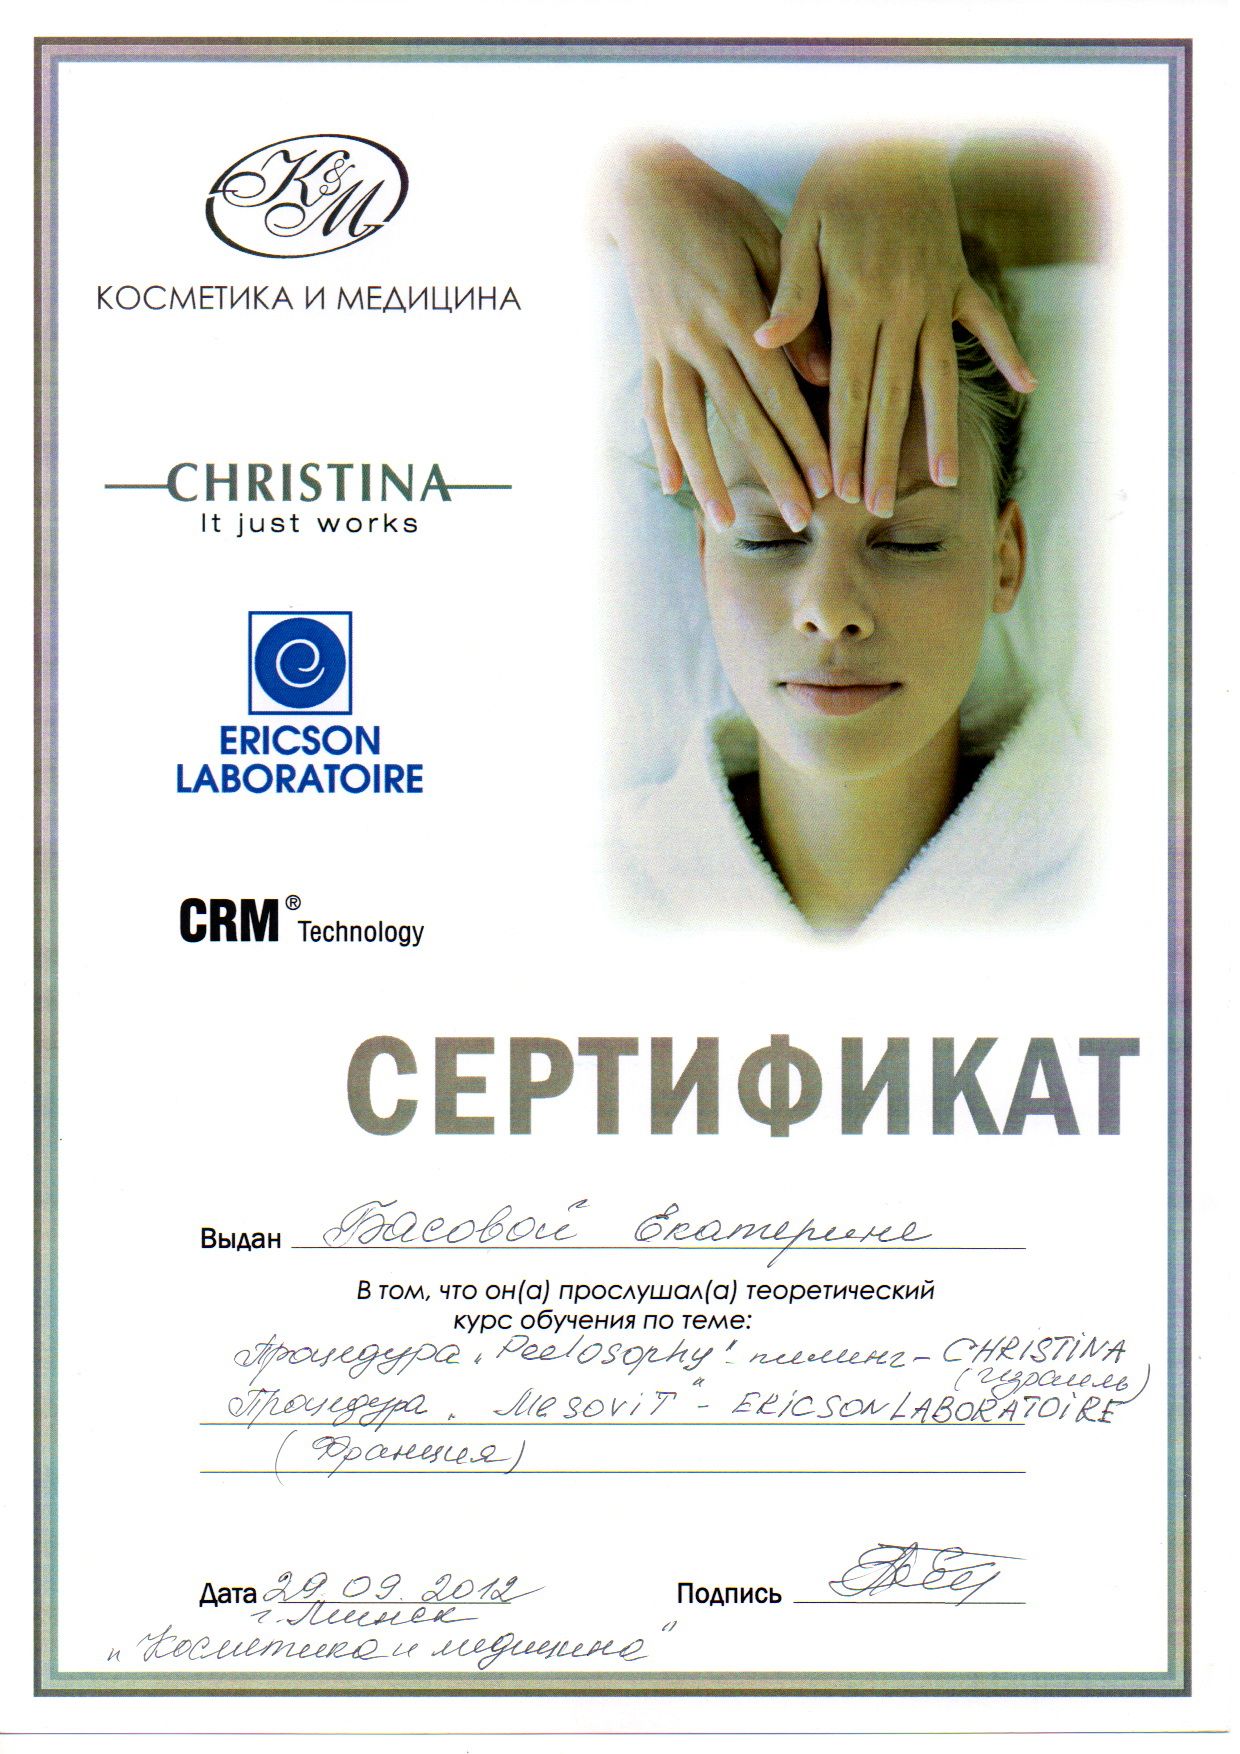 K&M
КОСМЕТИКА И МЕДИЦИНА
CHRISTINA
It just works
ERICSON
LABORATOIRE
CRM® Technology
СЕРТИФИКАТ
Выдан Басовой Екатерине
В том, что он(а) прослушал(а) теоретический
курс обучения по теме:
Процедура „Peelosophy" - пилинг - CHRISTINA
(Израиль)
Процедура „Mesovit" - ERICSON LABORATOIRE
(Франция)
Дата 29.09.2012 Подпись
г. Минск
„Косметика и медицина"